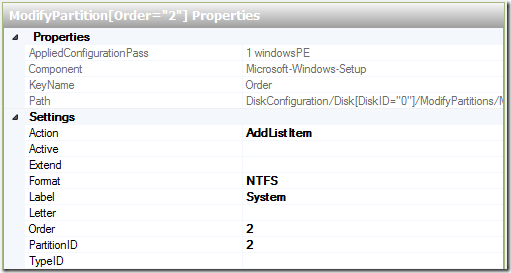 ModifyPartition[Order="2"] Properties
Properties
AppliedConfigurationPass 1 windowsPE
Component Microsoft-Windows-Setup
KeyName Order
Path DiskConfiguration/Disk[DiskID="0"]/ModifyPartitions/M
Settings
Action AddListItem
Active
Extend
Format NTFS
Label System
Letter
Order 2
PartitionID 2
TypeID